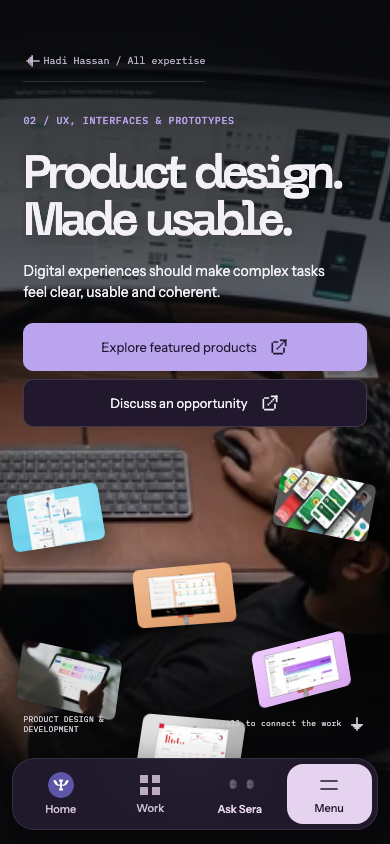 Hadi Hassan / All expertise
02 / UX, INTERFACES & PROTOTYPES
Product design.
Made usable.
Digital experiences should make complex tasks
feel clear, usable and coherent.
Explore featured products
Discuss an opportunity
PRODUCT DESIGN &
DEVELOPMENT
to connect the work
Home
Work
Ask Sera
Menu